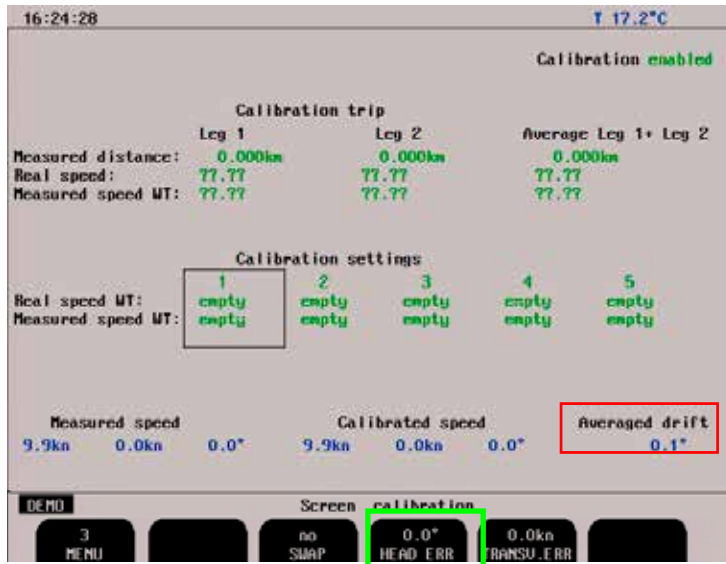 16:24:28 T 17.2°C
Calibration enabled
Calibration trip
Leg 1 Leg 2 Average Leg 1+ Leg 2
Measured distance: 0.000km 0.000km 0.000km
Real speed: ??.?? ??.?? ??.??
Measured speed WT: ??.?? ??.?? ??.??
Calibration settings
1 2 3 4 5
Real speed WT: empty empty empty empty empty
Measured speed WT: empty empty empty empty empty
Measured speed Calibrated speed Averaged drift
9.9kn 0.0kn 0.0° 9.9kn 0.0kn 0.0° 0.1°
DEMO Screen calibration
3 no 0.0° 0.0kn
MENU SWAP HEAD ERR TRANSV.ERR